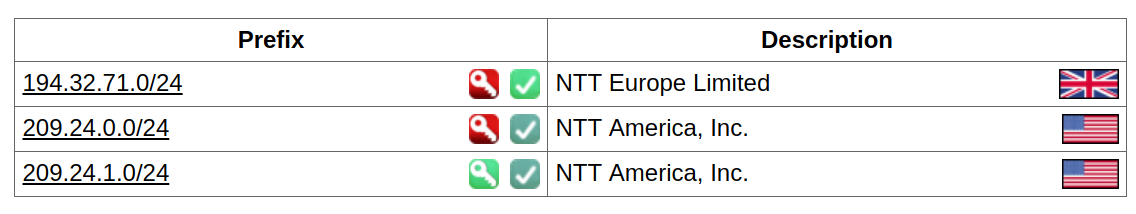 Prefix Description
194.32.71.0/24 NTT Europe Limited
209.24.0.0/24 NTT America, Inc.
209.24.1.0/24 NTT America, Inc.